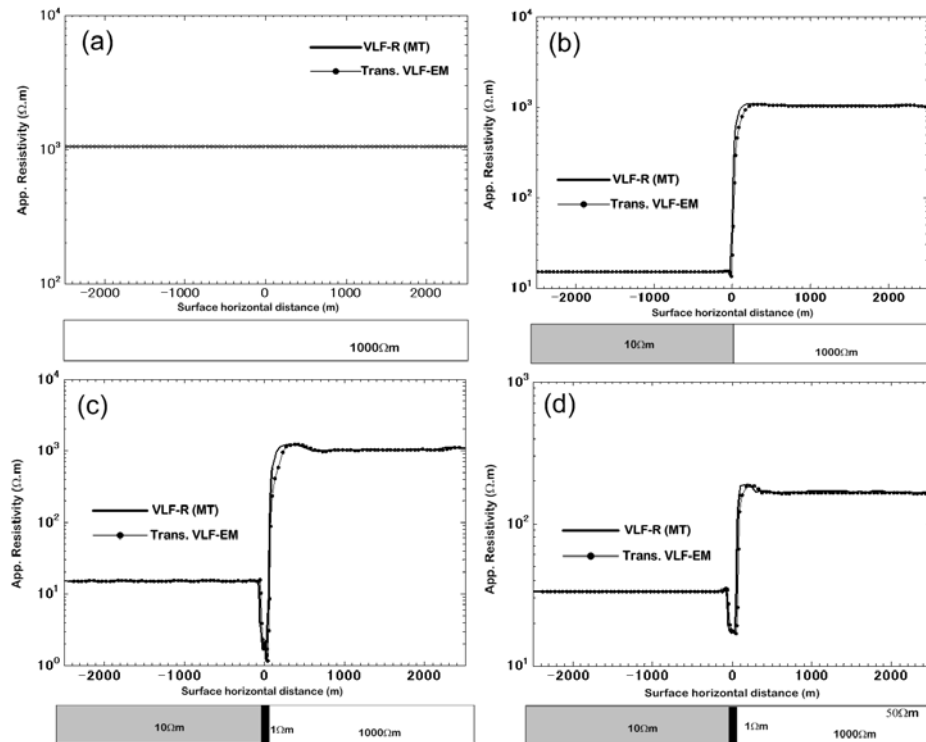 (a)
VLF-R (MT)
Trans. VLF-EM
App. Resistivity (Ω.m)
10⁴
10³
10²
−2000 −1000 0 1000 2000
Surface horizontal distance (m)
1000Ωm
(b)
VLF-R (MT)
Trans. VLF-EM
App. Resistivity (Ω.m)
10⁴
10³
10²
10¹
−2000 −1000 0 1000 2000
Surface horizontal distance (m)
10Ωm 1000Ωm
(c)
VLF-R (MT)
Trans. VLF-EM
App. Resistivity (Ω.m)
10⁴
10³
10²
10¹
10⁰
−2000 −1000 0 1000 2000
Surface horizontal distance (m)
10Ωm 1Ωm 1000Ωm
(d)
VLF-R (MT)
Trans. VLF-EM
App. Resistivity (Ω.m)
10³
10²
10¹
−2000 −1000 0 1000 2000
Surface horizontal distance (m)
50Ωm
10Ωm 1Ωm 1000Ωm